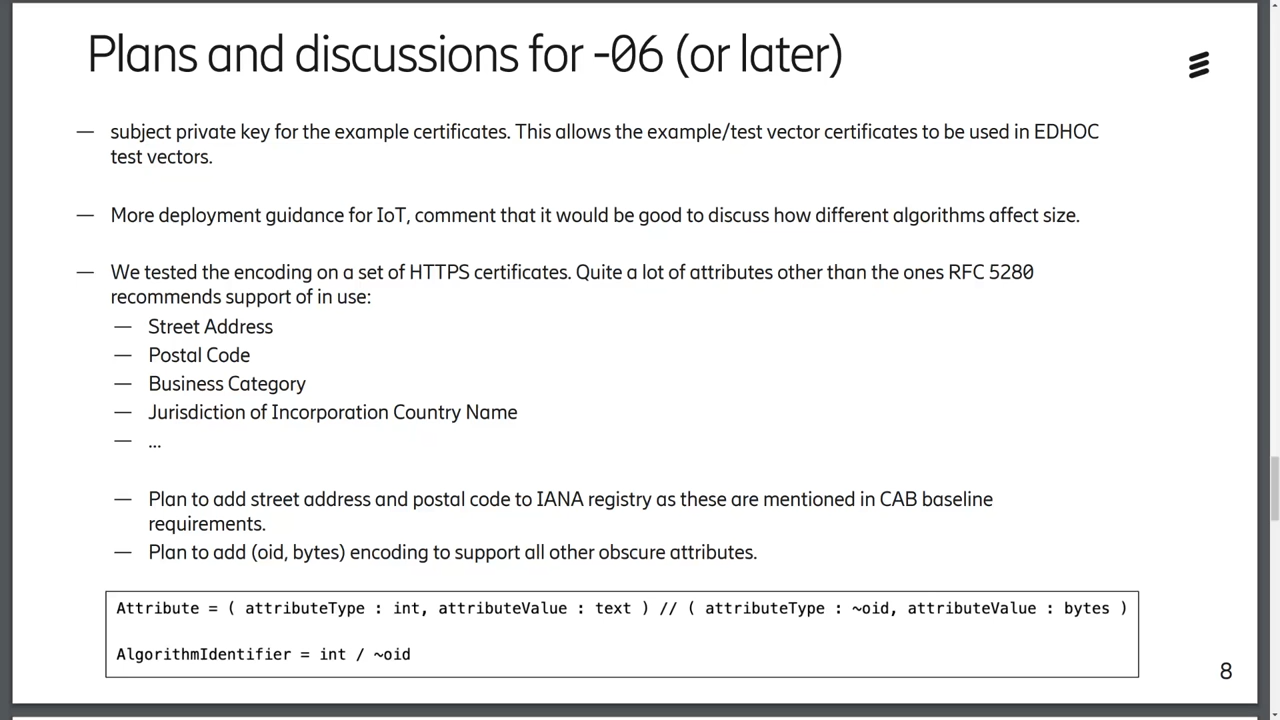 Plans and discussions for -06 (or later)
— subject private key for the example certificates. This allows the example/test vector certificates to be used in EDHOC
test vectors.
— More deployment guidance for IoT, comment that it would be good to discuss how different algorithms affect size.
— We tested the encoding on a set of HTTPS certificates. Quite a lot of attributes other than the ones RFC 5280
recommends support of in use:
— Street Address
— Postal Code
— Business Category
— Jurisdiction of Incorporation Country Name
— ...
— Plan to add street address and postal code to IANA registry as these are mentioned in CAB baseline
requirements.
— Plan to add (oid, bytes) encoding to support all other obscure attributes.
Attribute = ( attributeType : int, attributeValue : text ) // ( attributeType : ~oid, attributeValue : bytes )
AlgorithmIdentifier = int / ~oid
8